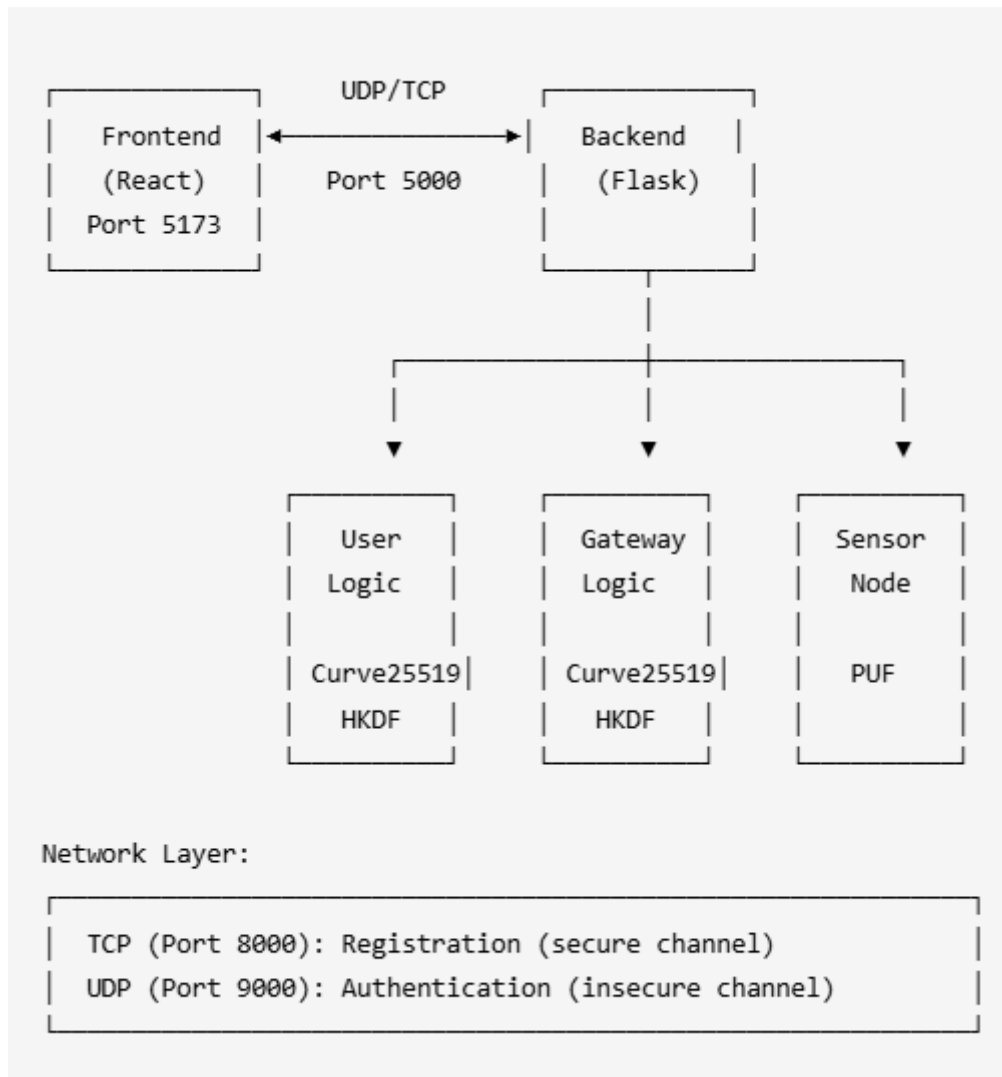 UDP/TCP
Frontend Backend
(React) Port 5000 (Flask)
Port 5173
User Gateway Sensor
Logic Logic Node
Curve25519 Curve25519 PUF
HKDF HKDF
Network Layer:
TCP (Port 8000): Registration (secure channel)
UDP (Port 9000): Authentication (insecure channel)